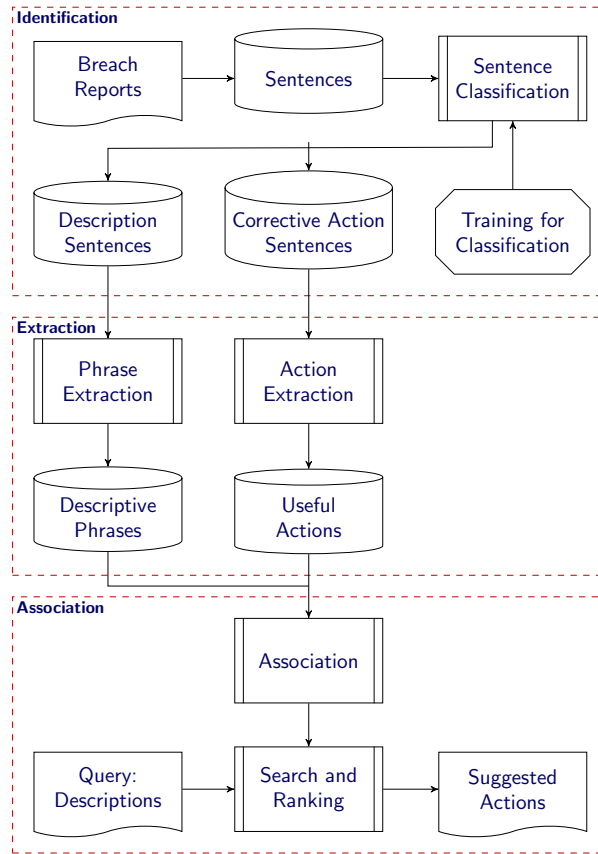 Identification
Breach
Reports
Sentences
Sentence
Classification
Description
Sentences
Corrective Action
Sentences
Training for
Classification
Extraction
Phrase
Extraction
Action
Extraction
Descriptive
Phrases
Useful
Actions
Association
Association
Query:
Descriptions
Search and
Ranking
Suggested
Actions